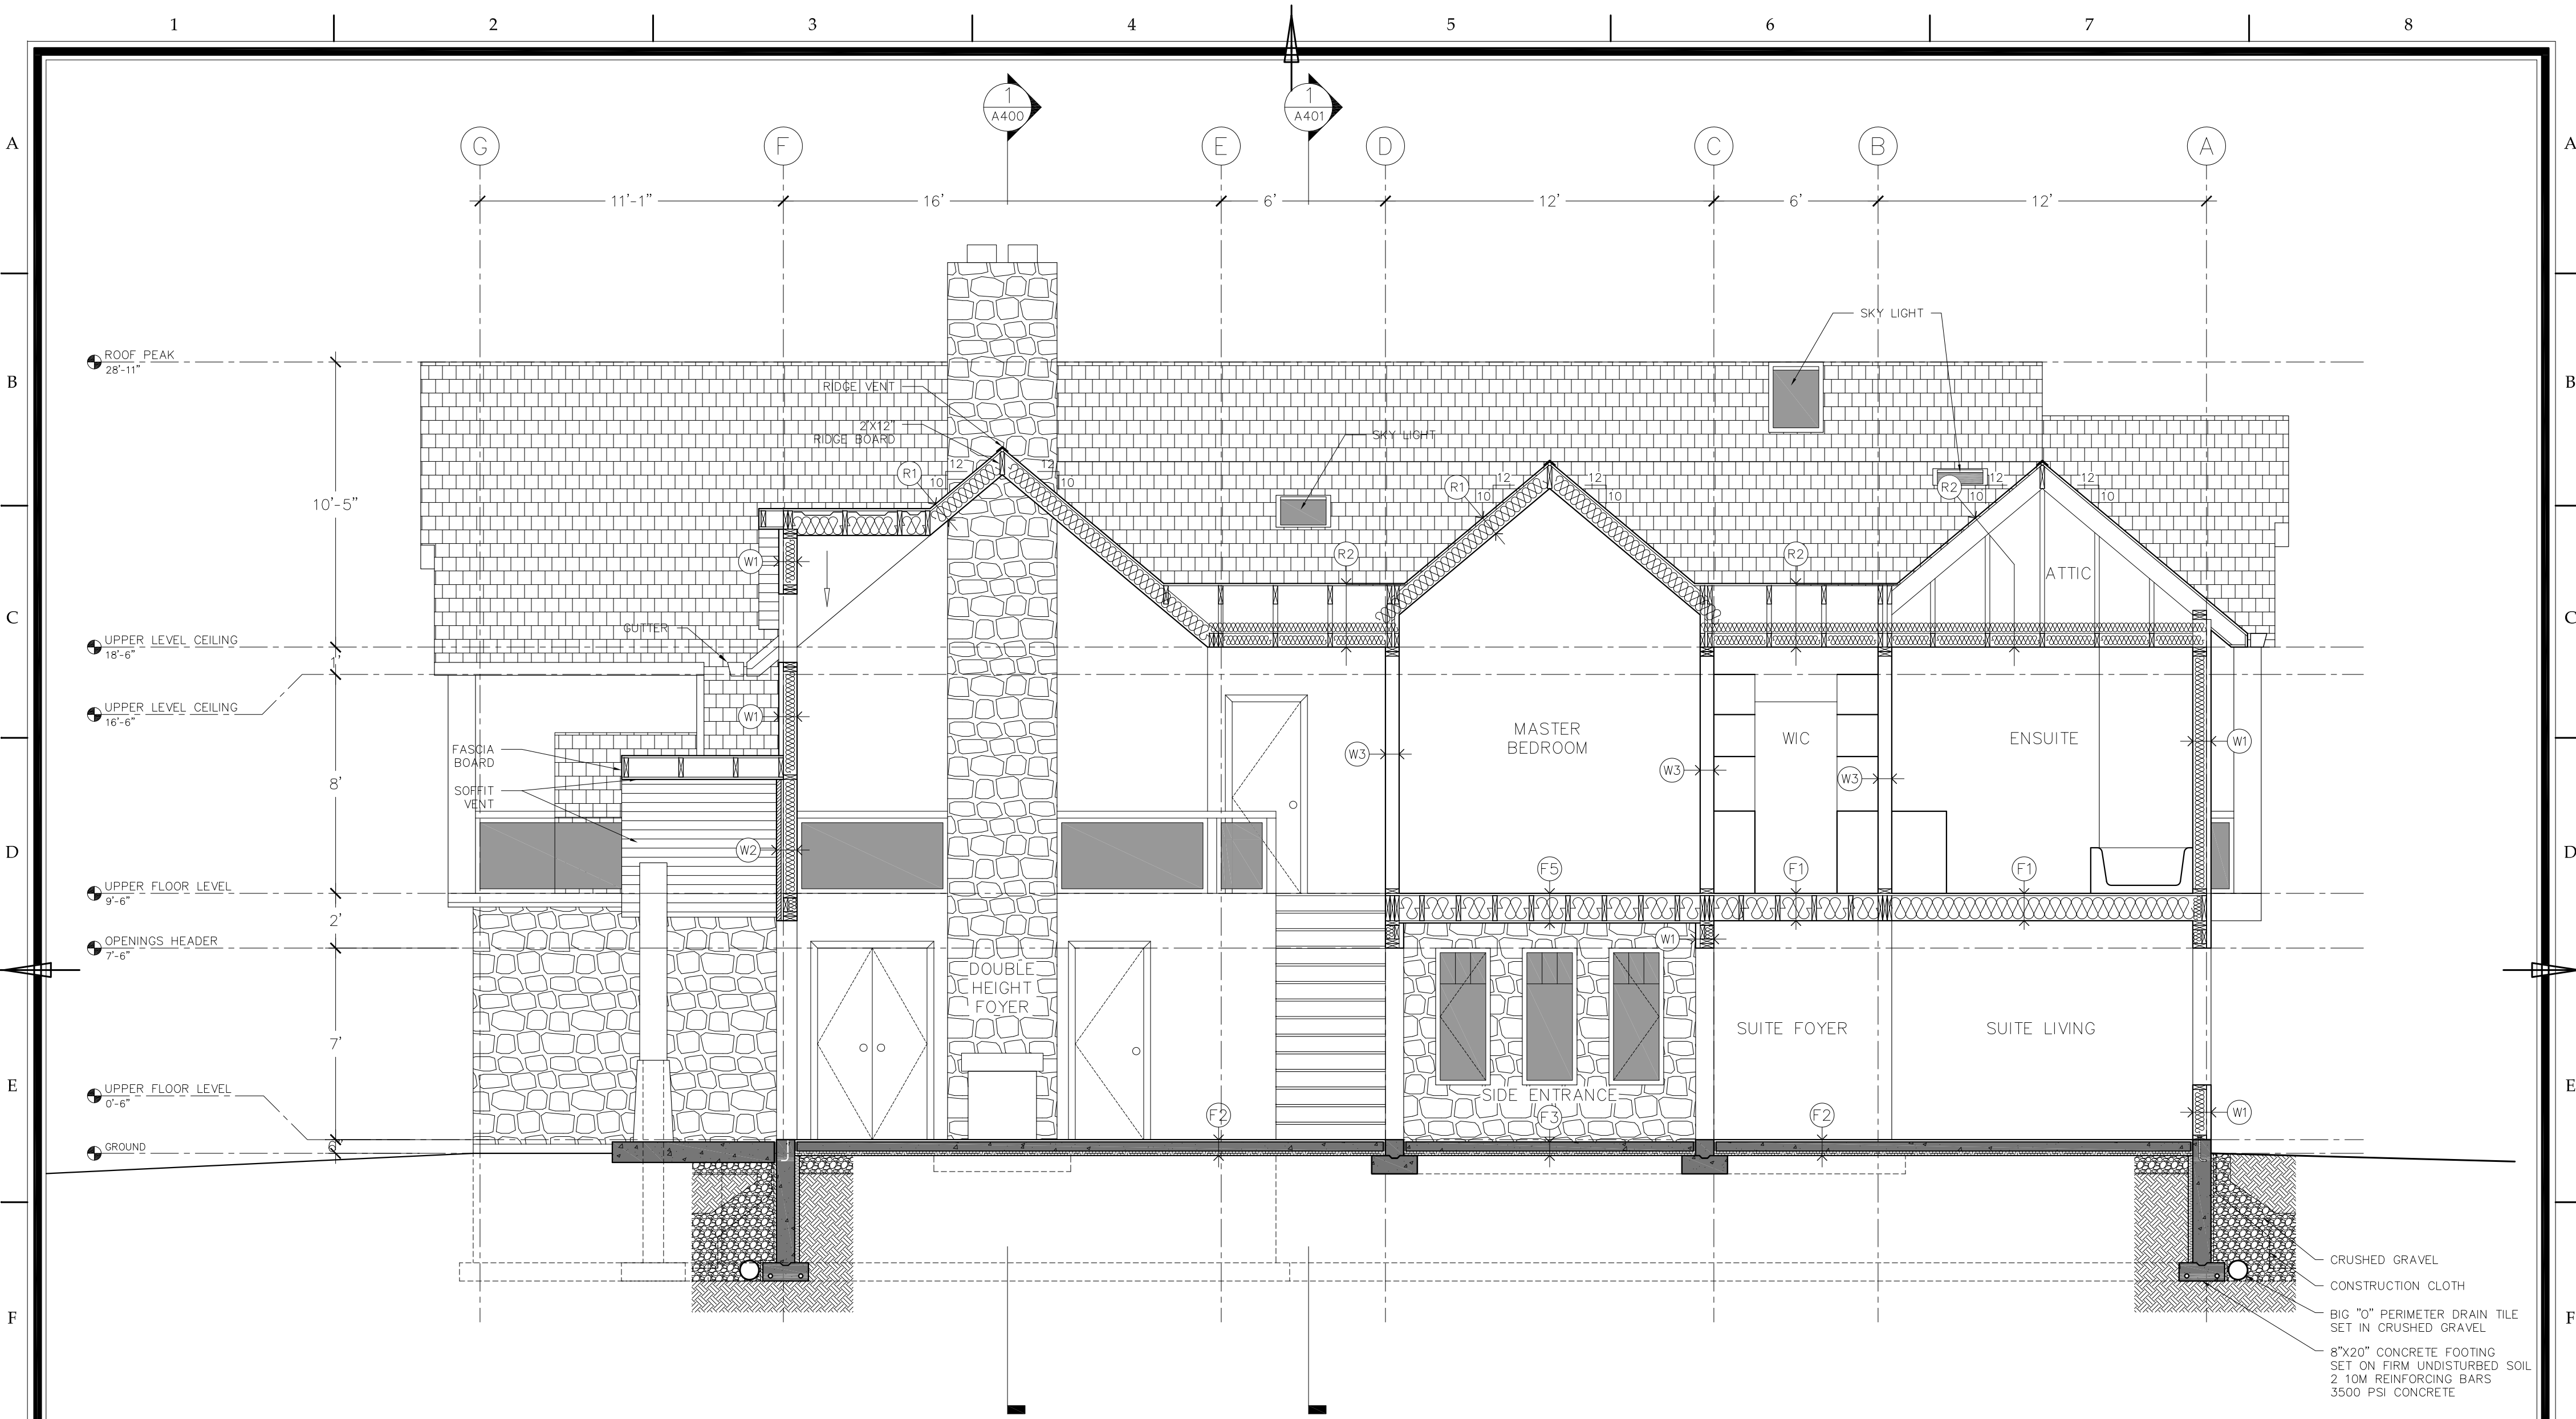 1 2 3 4 5 6 7 8
1
A400
1
A401
A A
G F E D C B A
11'-1" 16' 6' 12' 6' 12'
SKY LIGHT
ROOF PEAK
28'-11"
B B
RIDGE VENT
2"X12"
RIDGE BOARD
SKY LIGHT
12 12 12 12 12 12
R1 10 10 R1 10 10 R2 10 10
10'-5"
W1 R2 R2
ATTIC
C C
GUTTER
UPPER LEVEL CEILING
18'-6"
1'
UPPER LEVEL CEILING
16'-6"
W1
MASTER
BEDROOM
WIC
ENSUITE
FASCIA
BOARD
W3 W3 W3 W1
8'
SOFFIT
VENT
D D
W2
F5 F1 F1
UPPER FLOOR LEVEL
9'-6"
2'
OPENINGS HEADER
7'-6"
W1
DOUBLE
HEIGHT
FOYER
SUITE FOYER
SUITE LIVING
7'
E E
UPPER FLOOR LEVEL
0'-6"
SIDE ENTRANCE
F2 F3 F2 W1
GROUND
6"
CRUSHED GRAVEL
CONSTRUCTION CLOTH
F F
BIG "O" PERIMETER DRAIN TILE
SET IN CRUSHED GRAVEL
8"X20" CONCRETE FOOTING
SET ON FIRM UNDISTURBED SOIL
2 10M REINFORCING BARS
3500 PSI CONCRETE